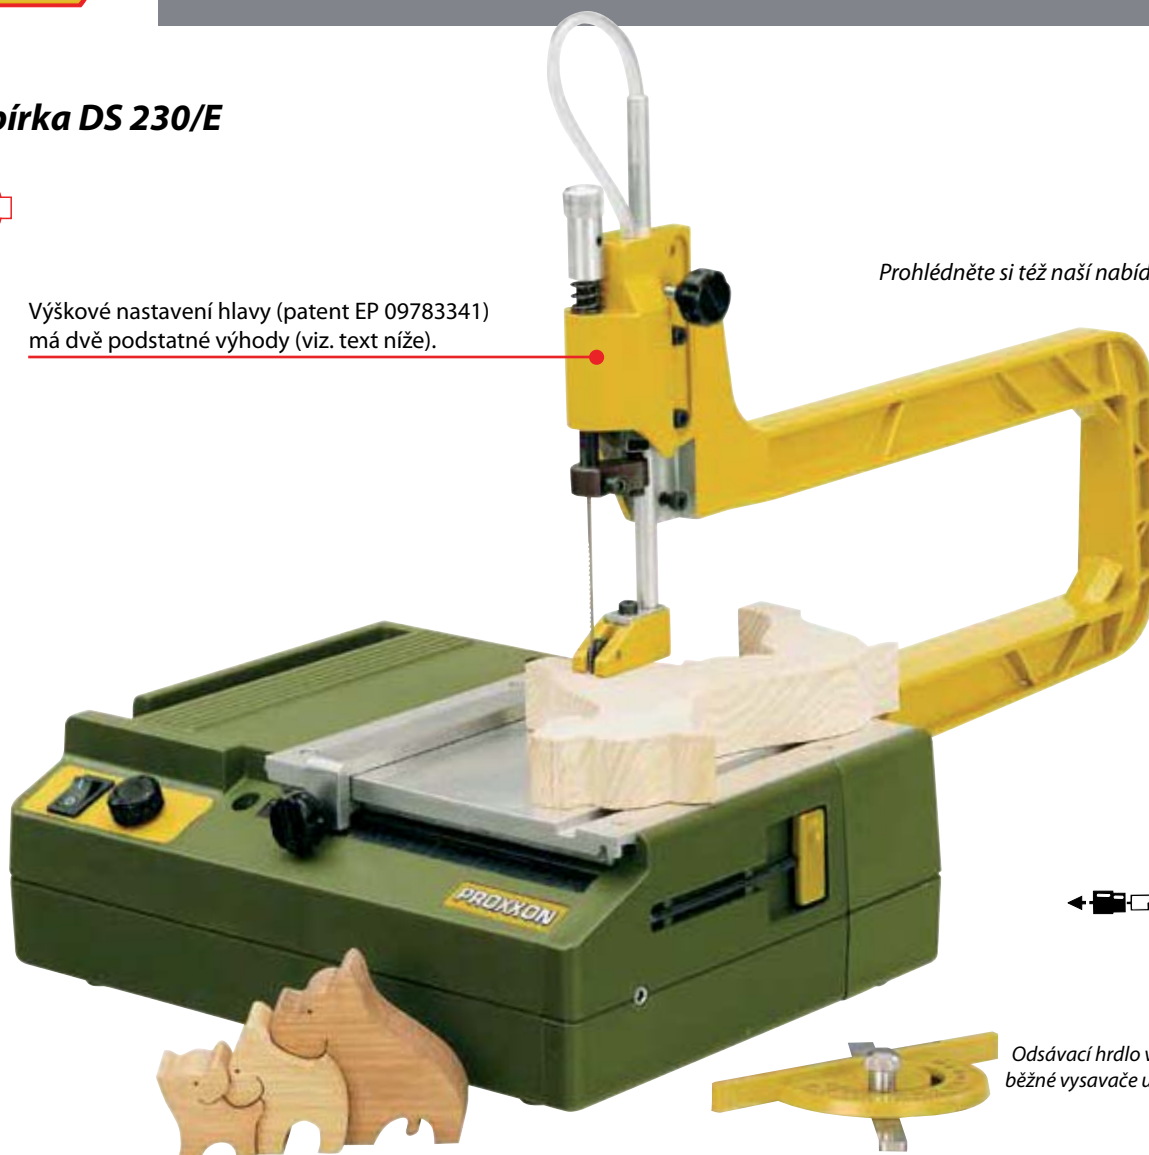 pírka DS 230/E
Prohlédněte si též naší nabíd
Výškové nastavení hlavy (patent EP 09783341)
má dvě podstatné výhody (viz. text níže).
PROXXON
Odsávací hrdlo v
běžné vysavače u